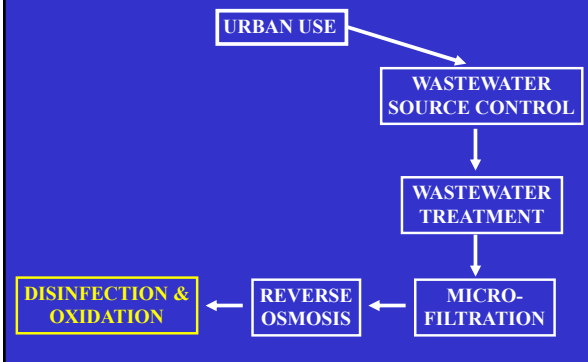 URBAN USE
WASTEWATER
SOURCE CONTROL
WASTEWATER
TREATMENT
MICRO-
FILTRATION
REVERSE
OSMOSIS
DISINFECTION &
OXIDATION